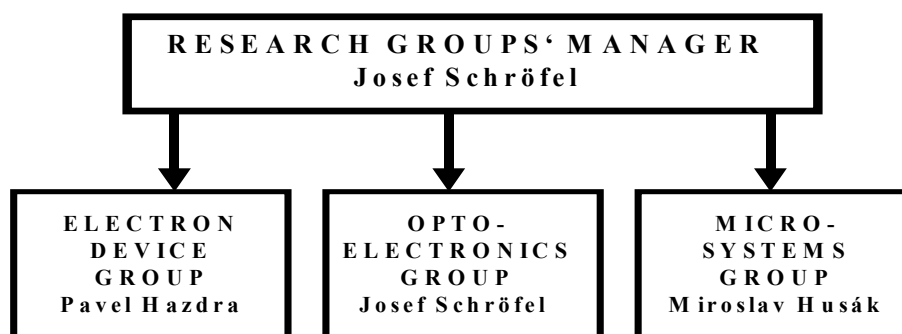 RESEARCH GROUPS‘ MANAGER
Josef Schröfel
ELECTRON
DEVICE
GROUP
Pavel Hazdra
OPTO-
ELECTRONICS
GROUP
Josef Schröfel
MICRO-
SYSTEMS
GROUP
Miroslav Husák